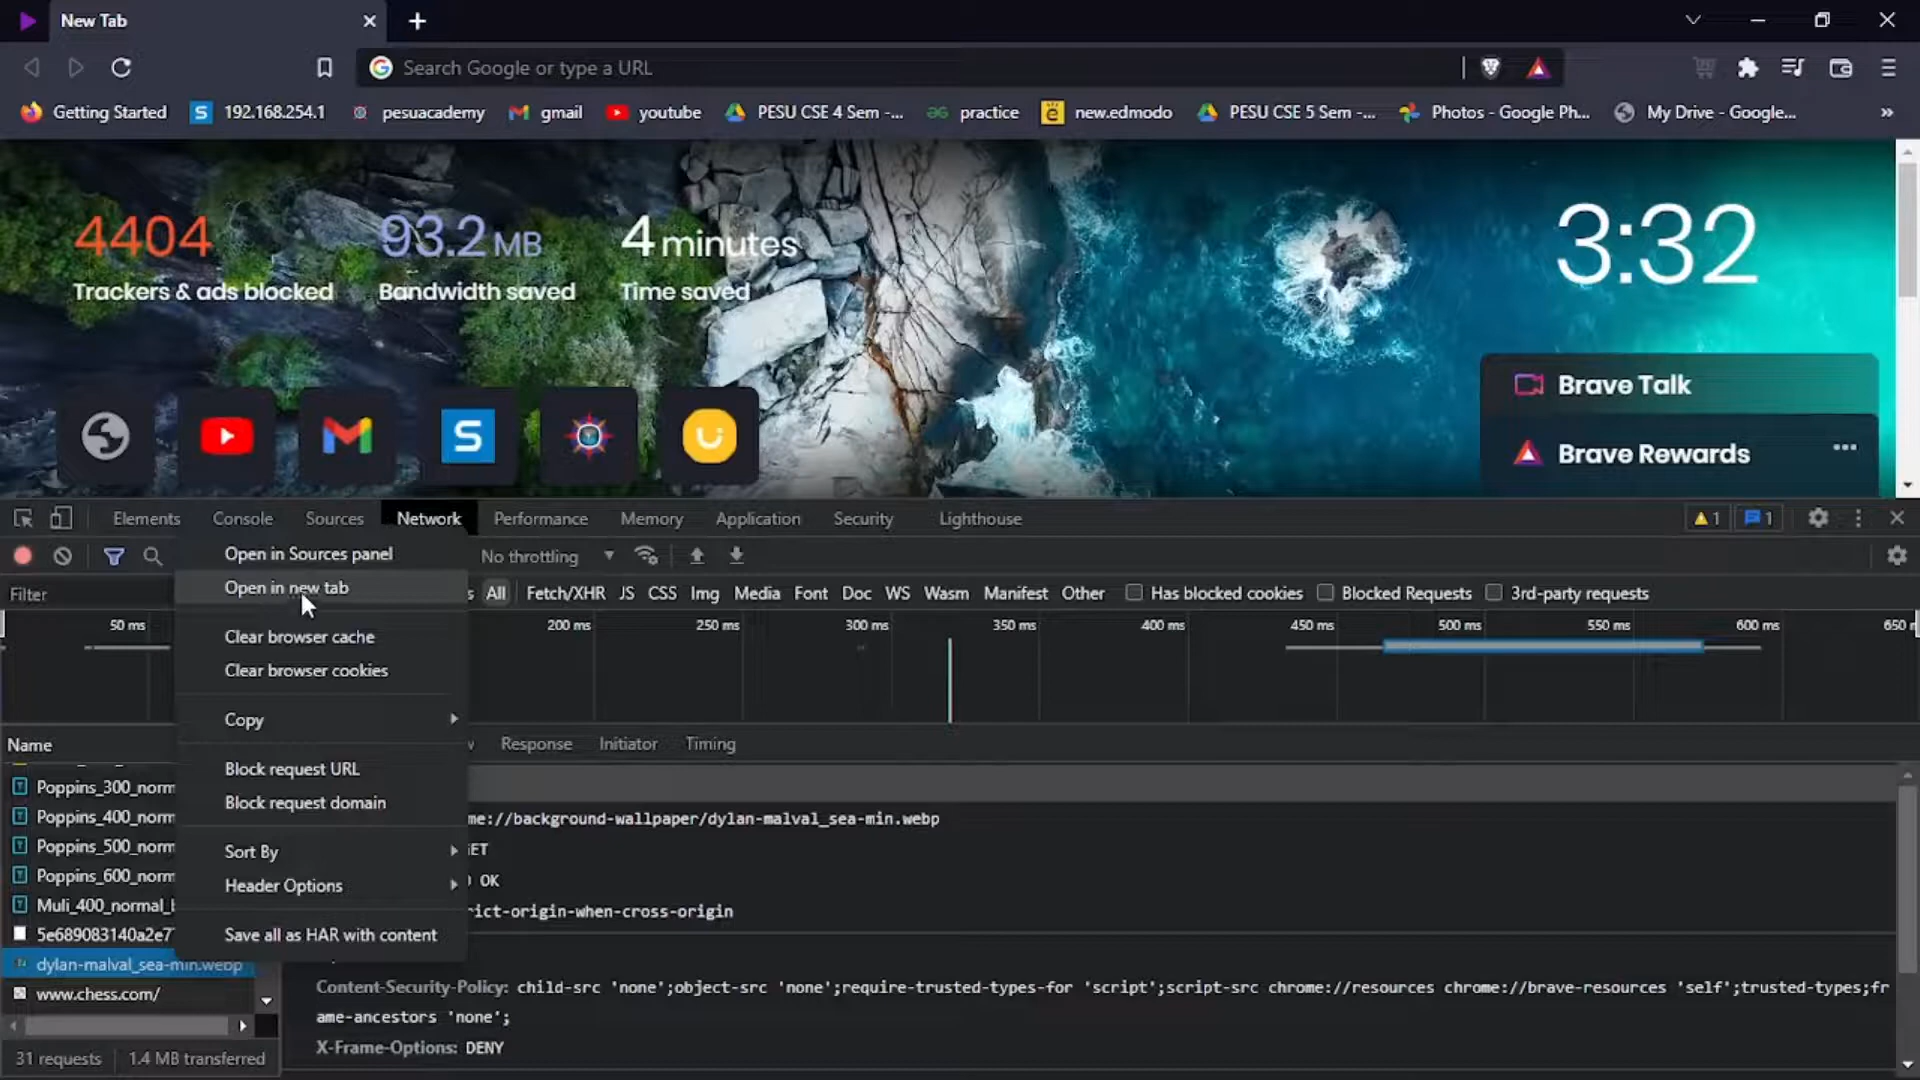 New Tab
Search Google or type a URL
Getting Started
192.168.254.1
pesuacademy
gmail
youtube
PESU CSE 4 Sem -...
practice
new.edmodo
PESU CSE 5 Sem -...
Photos - Google Ph...
My Drive - Google...
4404
93.2 MB
4 minutes
3:32
Trackers & ads blocked
Bandwidth saved
Time saved
Brave Talk
Brave Rewards
Elements
Console
Sources
Network
Performance
Memory
Application
Security
Lighthouse
1
1
No throttling
Filter
All
Fetch/XHR
JS
CSS
Img
Media
Font
Doc
WS
Wasm
Manifest
Other
Has blocked cookies
Blocked Requests
3rd-party requests
50 ms
200 ms
250 ms
300 ms
350 ms
400 ms
450 ms
500 ms
550 ms
600 ms
650
Open in Sources panel
Open in new tab
Clear browser cache
Clear browser cookies
Copy
Block request URL
Block request domain
Sort By
Header Options
Save all as HAR with content
Name
Poppins_300_norm
Poppins_400_norm
Poppins_500_norm
Poppins_600_norm
Muli_400_normal_
5e689083140a2e7
dylan-malval_sea-min.webp
www.chess.com/
31 requests
1.4 MB transferred
Response
Initiator
Timing
me://background-wallpaper/dylan-malval_sea-min.webp
ET
OK
rict-origin-when-cross-origin
Content-Security-Policy: child-src 'none';object-src 'none';require-trusted-types-for 'script';script-src chrome://resources chrome://brave-resources 'self';trusted-types;fr
ame-ancestors 'none';
X-Frame-Options: DENY